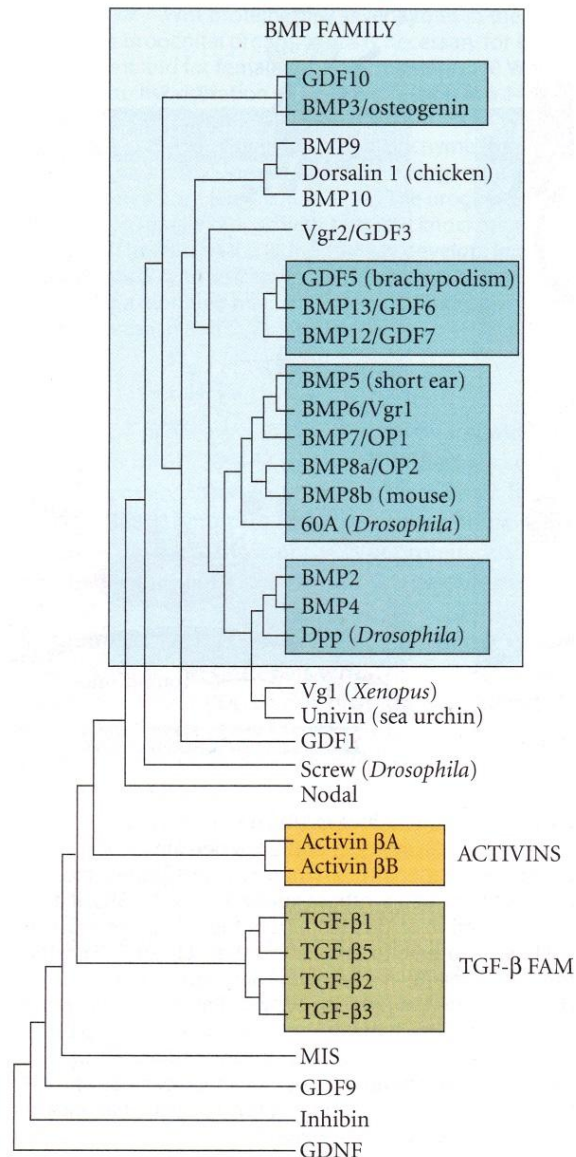 BMP FAMILY
GDF10
BMP3/osteogenin
BMP9
Dorsalin 1 (chicken)
BMP10
Vgr2/GDF3
GDF5 (brachypodism)
BMP13/GDF6
BMP12/GDF7
BMP5 (short ear)
BMP6/Vgr1
BMP7/OP1
BMP8a/OP2
BMP8b (mouse)
60A (Drosophila)
BMP2
BMP4
Dpp (Drosophila)
Vg1 (Xenopus)
Univin (sea urchin)
GDF1
Screw (Drosophila)
Nodal
Activin βA
Activin βB
ACTIVINS
TGF-β1
TGF-β5
TGF-β2
TGF-β3
TGF-β FAM
MIS
GDF9
Inhibin
GDNF